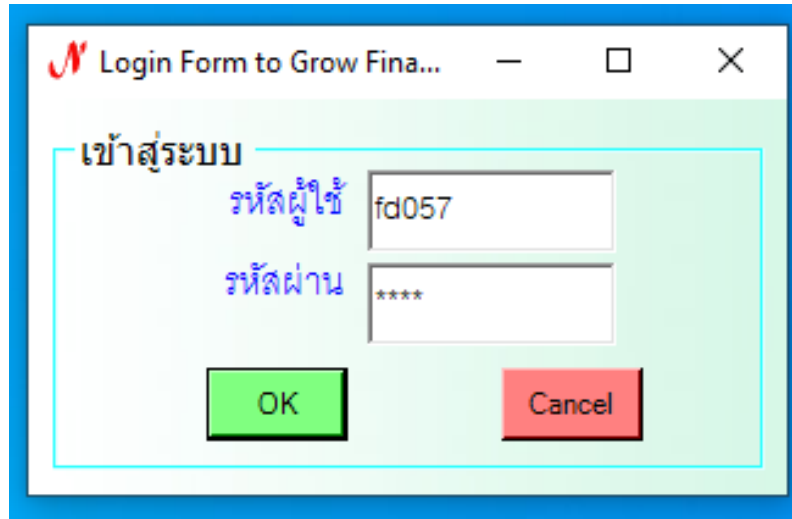 Login Form to Grow Fina...
เข้าสู่ระบบ
รหัสผู้ใช้ fd057
รหัสผ่าน ****
OK Cancel